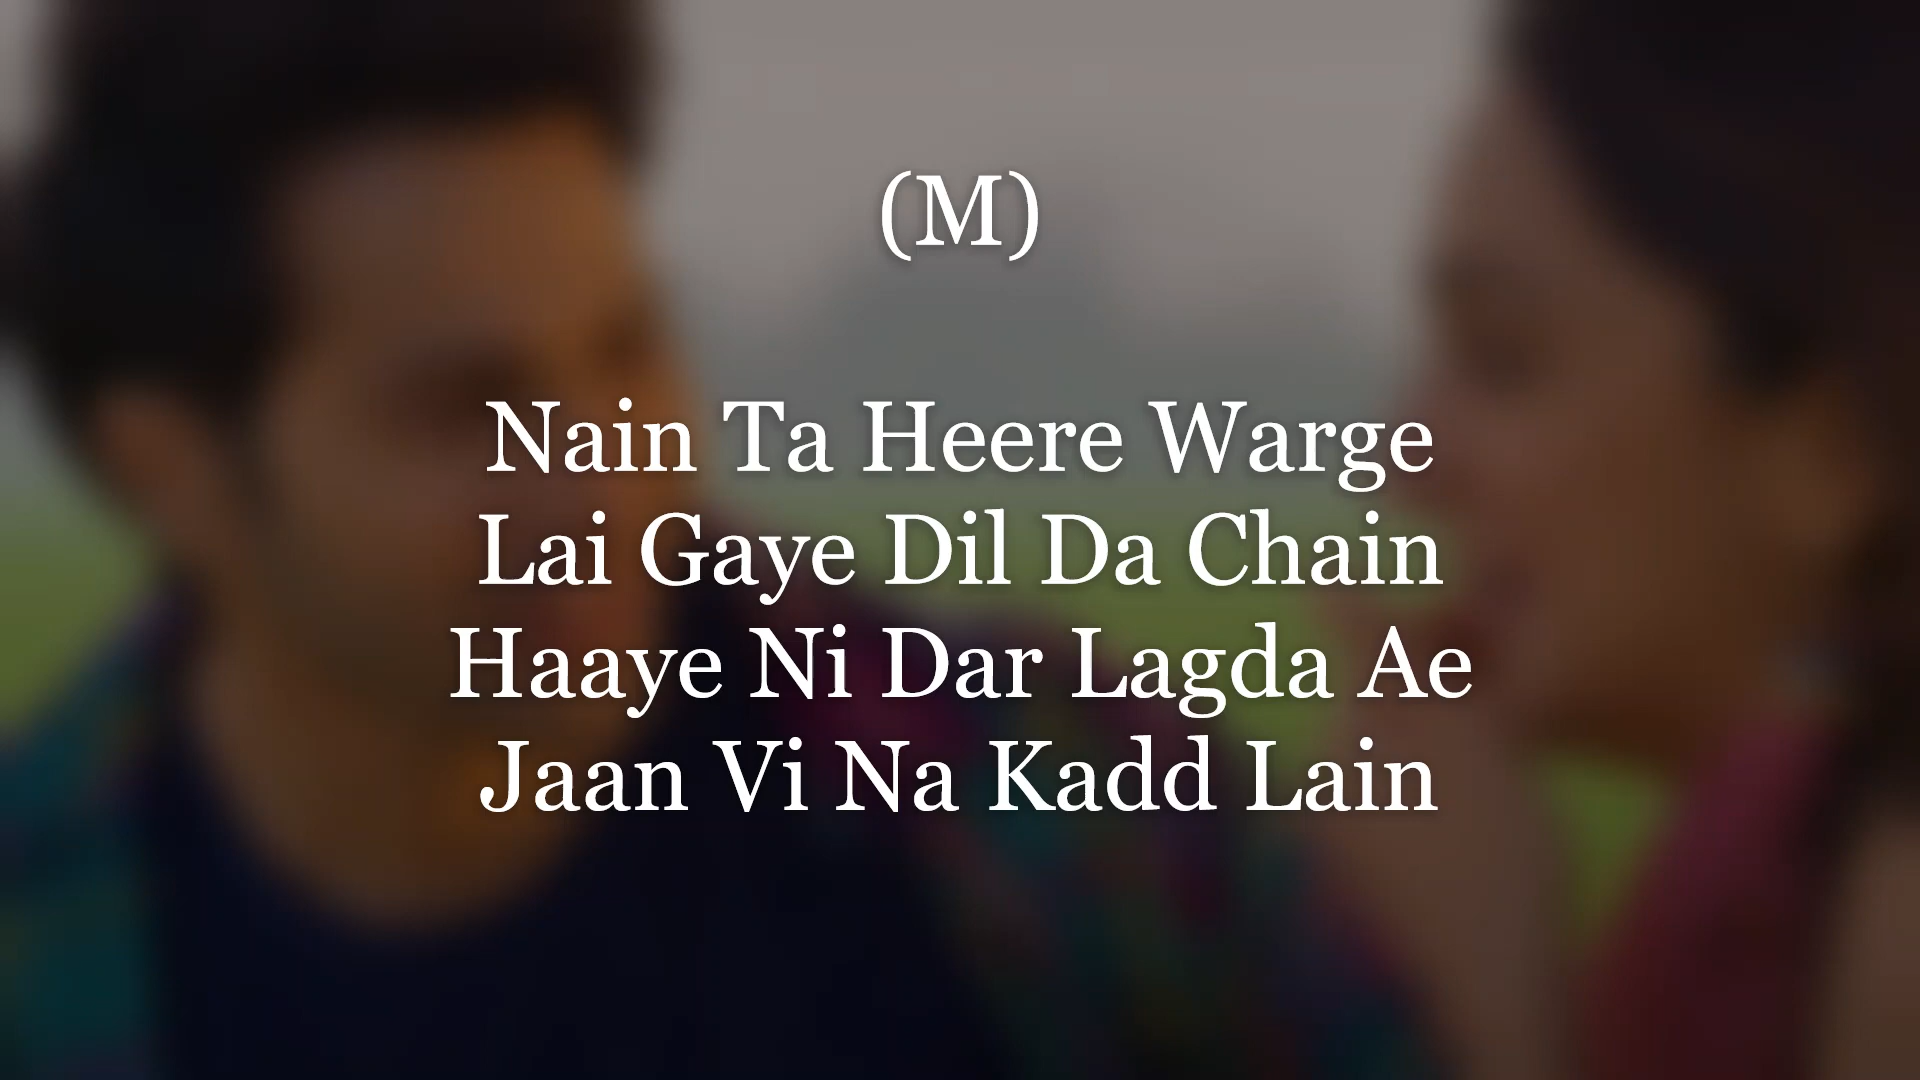 (M)
Nain Ta Heere Warge
Lai Gaye Dil Da Chain
Haaye Ni Dar Lagda Ae
Jaan Vi Na Kadd Lain